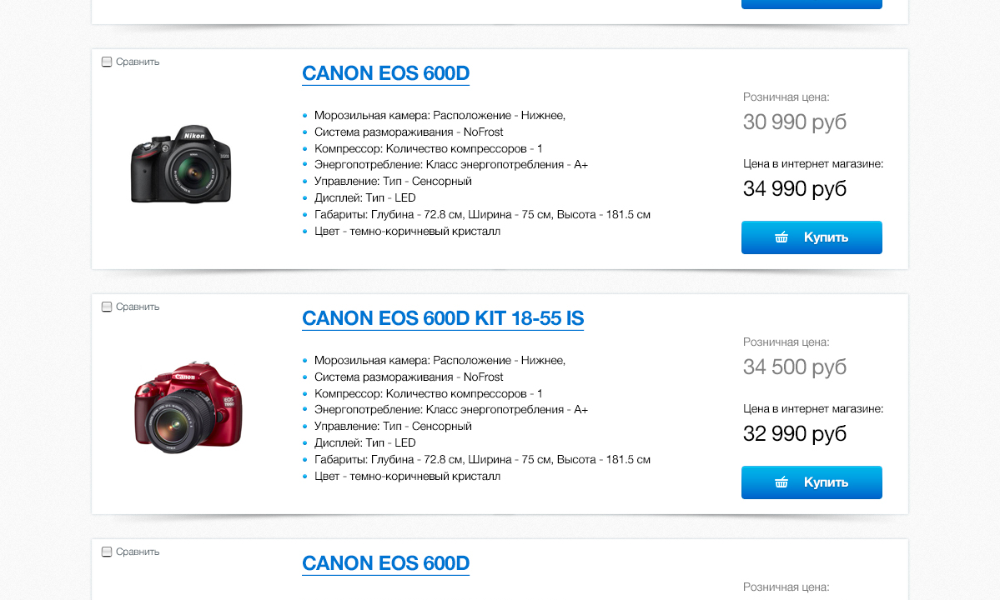 Сравнить
CANON EOS 600D
Розничная цена:
30 990 руб
Морозильная камера: Расположение - Нижнее,
Система размораживания - NoFrost
Компрессор: Количество компрессоров - 1
Энергопотребление: Класс энергопотребления - A+
Управление: Тип - Сенсорный
Дисплей: Тип - LED
Габариты: Глубина - 72.8 см, Ширина - 75 см, Высота - 181.5 см
Цвет - темно-коричневый кристалл
Nikon
Цена в интернет магазине:
34 990 руб
Купить
Сравнить
CANON EOS 600D KIT 18-55 IS
Розничная цена:
34 500 руб
Морозильная камера: Расположение - Нижнее,
Система размораживания - NoFrost
Компрессор: Количество компрессоров - 1
Энергопотребление: Класс энергопотребления - A+
Управление: Тип - Сенсорный
Дисплей: Тип - LED
Габариты: Глубина - 72.8 см, Ширина - 75 см, Высота - 181.5 см
Цвет - темно-коричневый кристалл
Canon
EOS
Цена в интернет магазине:
32 990 руб
Купить
Сравнить
CANON EOS 600D
Розничная цена: